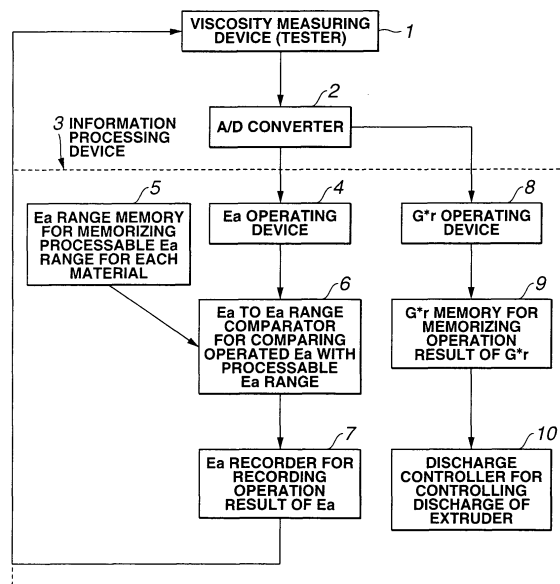 VISCOSITY MEASURING
DEVICE (TESTER)
1
2
A/D CONVERTER
3 INFORMATION
PROCESSING
DEVICE
5
Ea RANGE MEMORY
FOR MEMORIZING
PROCESSABLE Ea
RANGE FOR EACH
MATERIAL
4
Ea OPERATING
DEVICE
8
G*r OPERATING
DEVICE
6
Ea TO Ea RANGE
COMPARATOR
FOR COMPARING
OPERATED Ea WITH
PROCESSABLE
Ea RANGE
9
G*r MEMORY FOR
MEMORIZING
OPERATION
RESULT OF G*r
7
Ea RECORDER FOR
RECORDING
OPERATION
RESULT OF Ea
10
DISCHARGE
CONTROLLER FOR
CONTROLLING
DISCHARGE OF
EXTRUDER